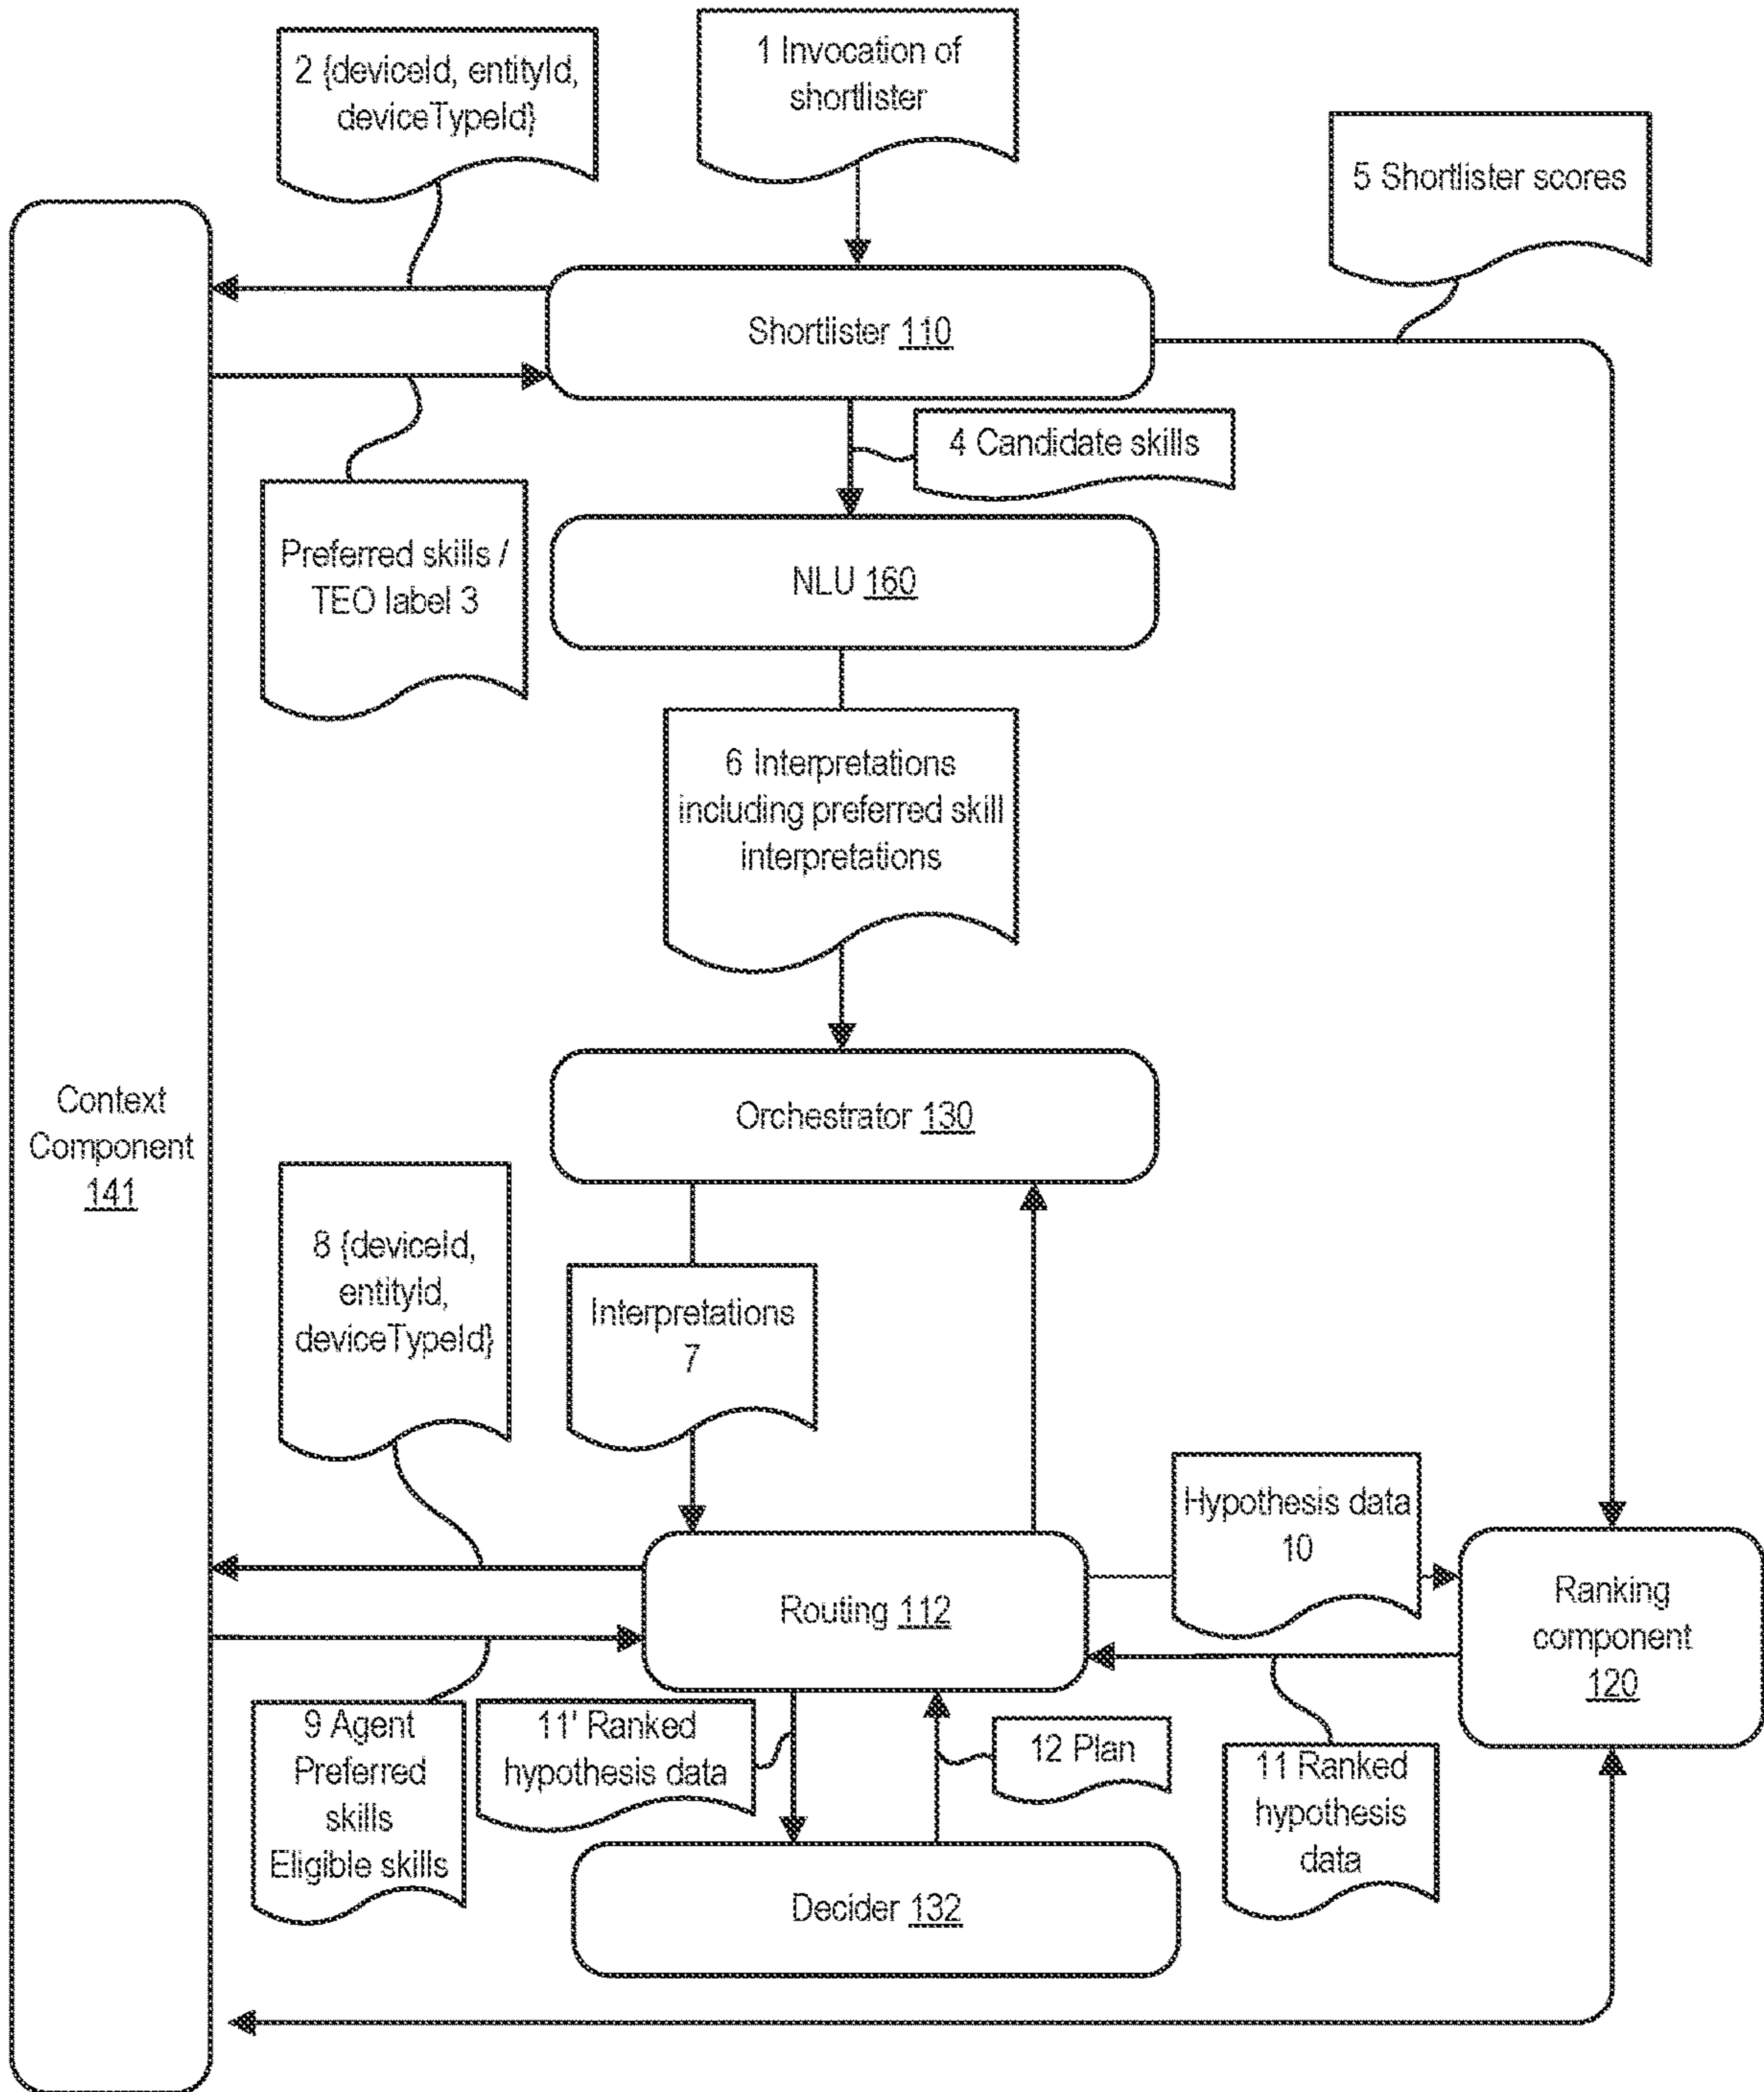 2 {deviceId, entityId,
deviceTypeId}
1 Invocation of
shortlister
5 Shortlister scores
Shortlister 110
4 Candidate skills
Preferred skills /
TEO label 3
NLU 160
6 Interpretations
including preferred skill
interpretations
Context
Component
141
Orchestrator 130
8 {deviceId,
entityId,
deviceTypeId}
Interpretations
7
Hypothesis data
10
Routing 112
Ranking
component
120
9 Agent
Preferred
skills
Eligible skills
11' Ranked
hypothesis data
12 Plan
11 Ranked
hypothesis
data
Decider 132